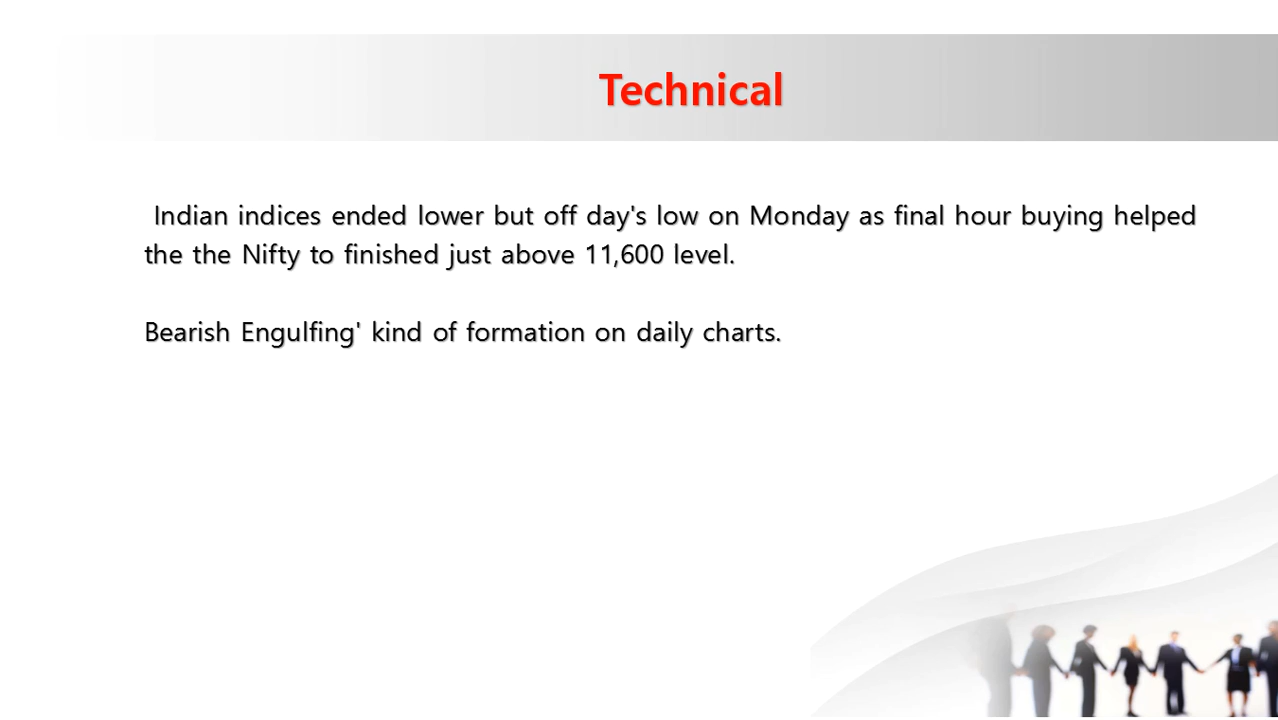 Technical
Indian indices ended lower but off day's low on Monday as final hour buying helped
the the Nifty to finished just above 11,600 level.
Bearish Engulfing' kind of formation on daily charts.